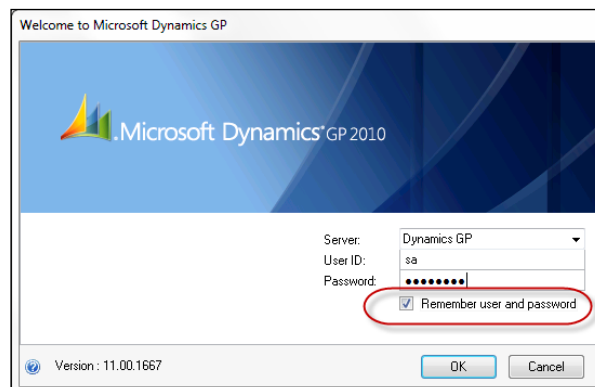 Welcome to Microsoft Dynamics GP
Microsoft Dynamics® GP 2010
Server: Dynamics GP
User ID: sa
Password: ●●●●●●●●
Remember user and password
Version : 11.00.1667
OK Cancel